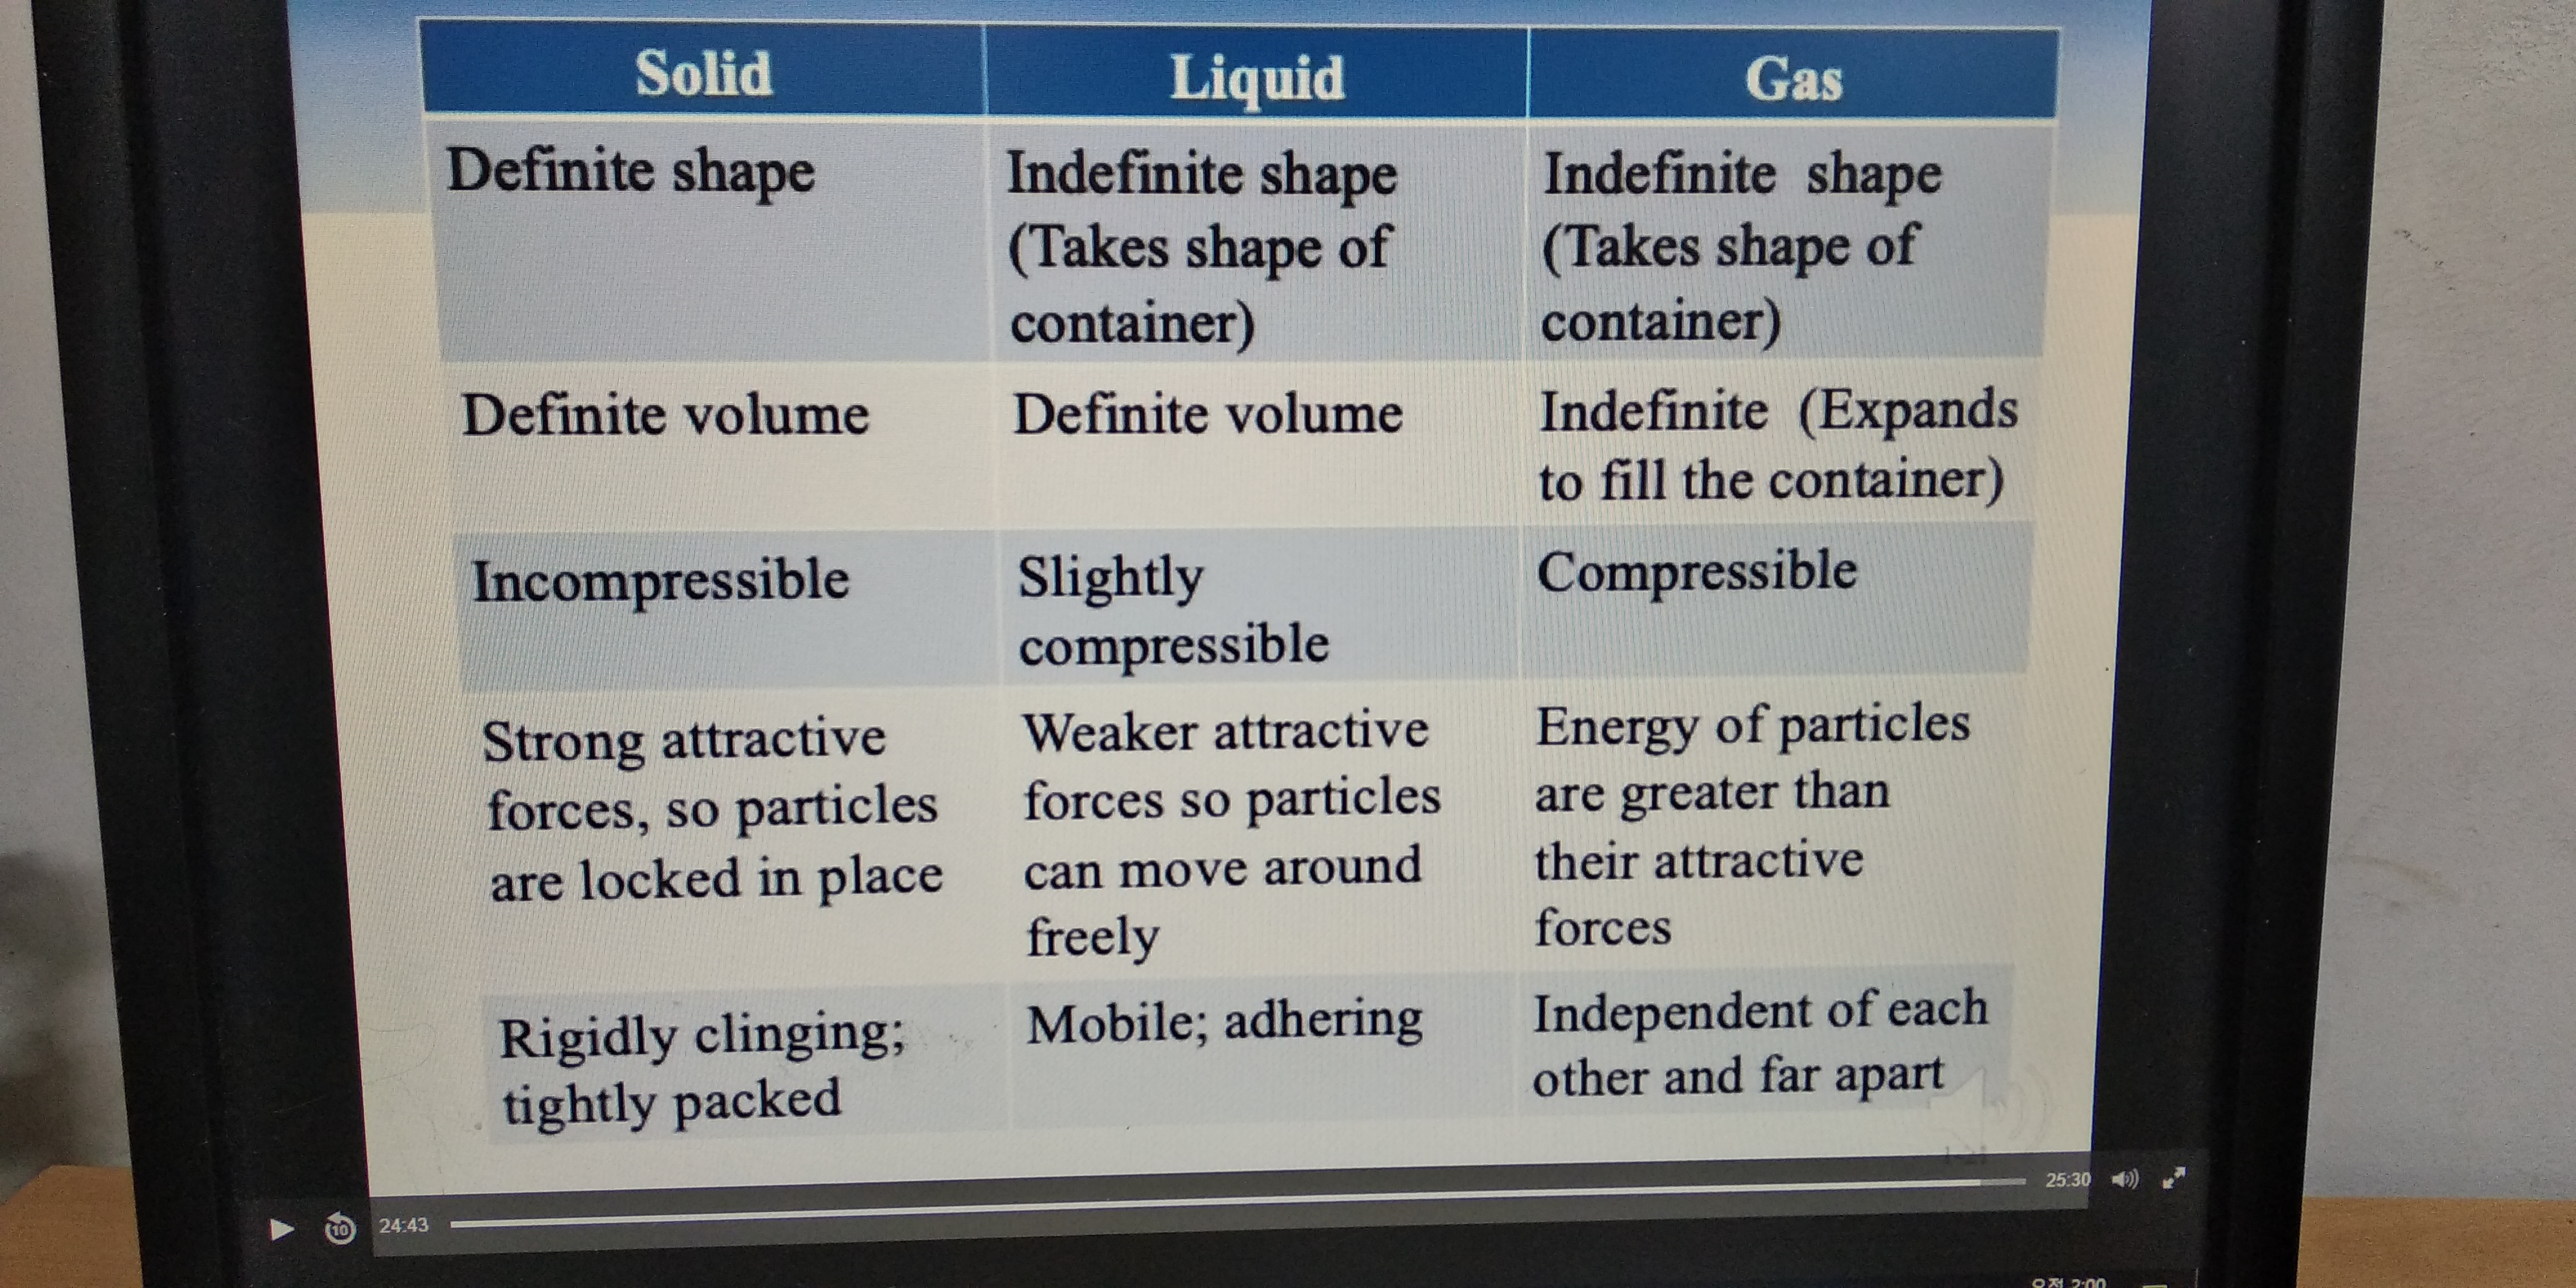 Solid
Liquid
Gas
Definite shape
Indefinite shape
(Takes shape of
container)
Indefinite shape
(Takes shape of
container)
Definite volume
Definite volume
Indefinite (Expands
to fill the container)
Incompressible
Slightly
compressible
Compressible
Strong attractive
forces, so particles
are locked in place
Weaker attractive
forces so particles
can move around
freely
Energy of particles
are greater than
their attractive
forces
Rigidly clinging;
tightly packed
Mobile; adhering
Independent of each
other and far apart
10
24:43
25:30
2:00